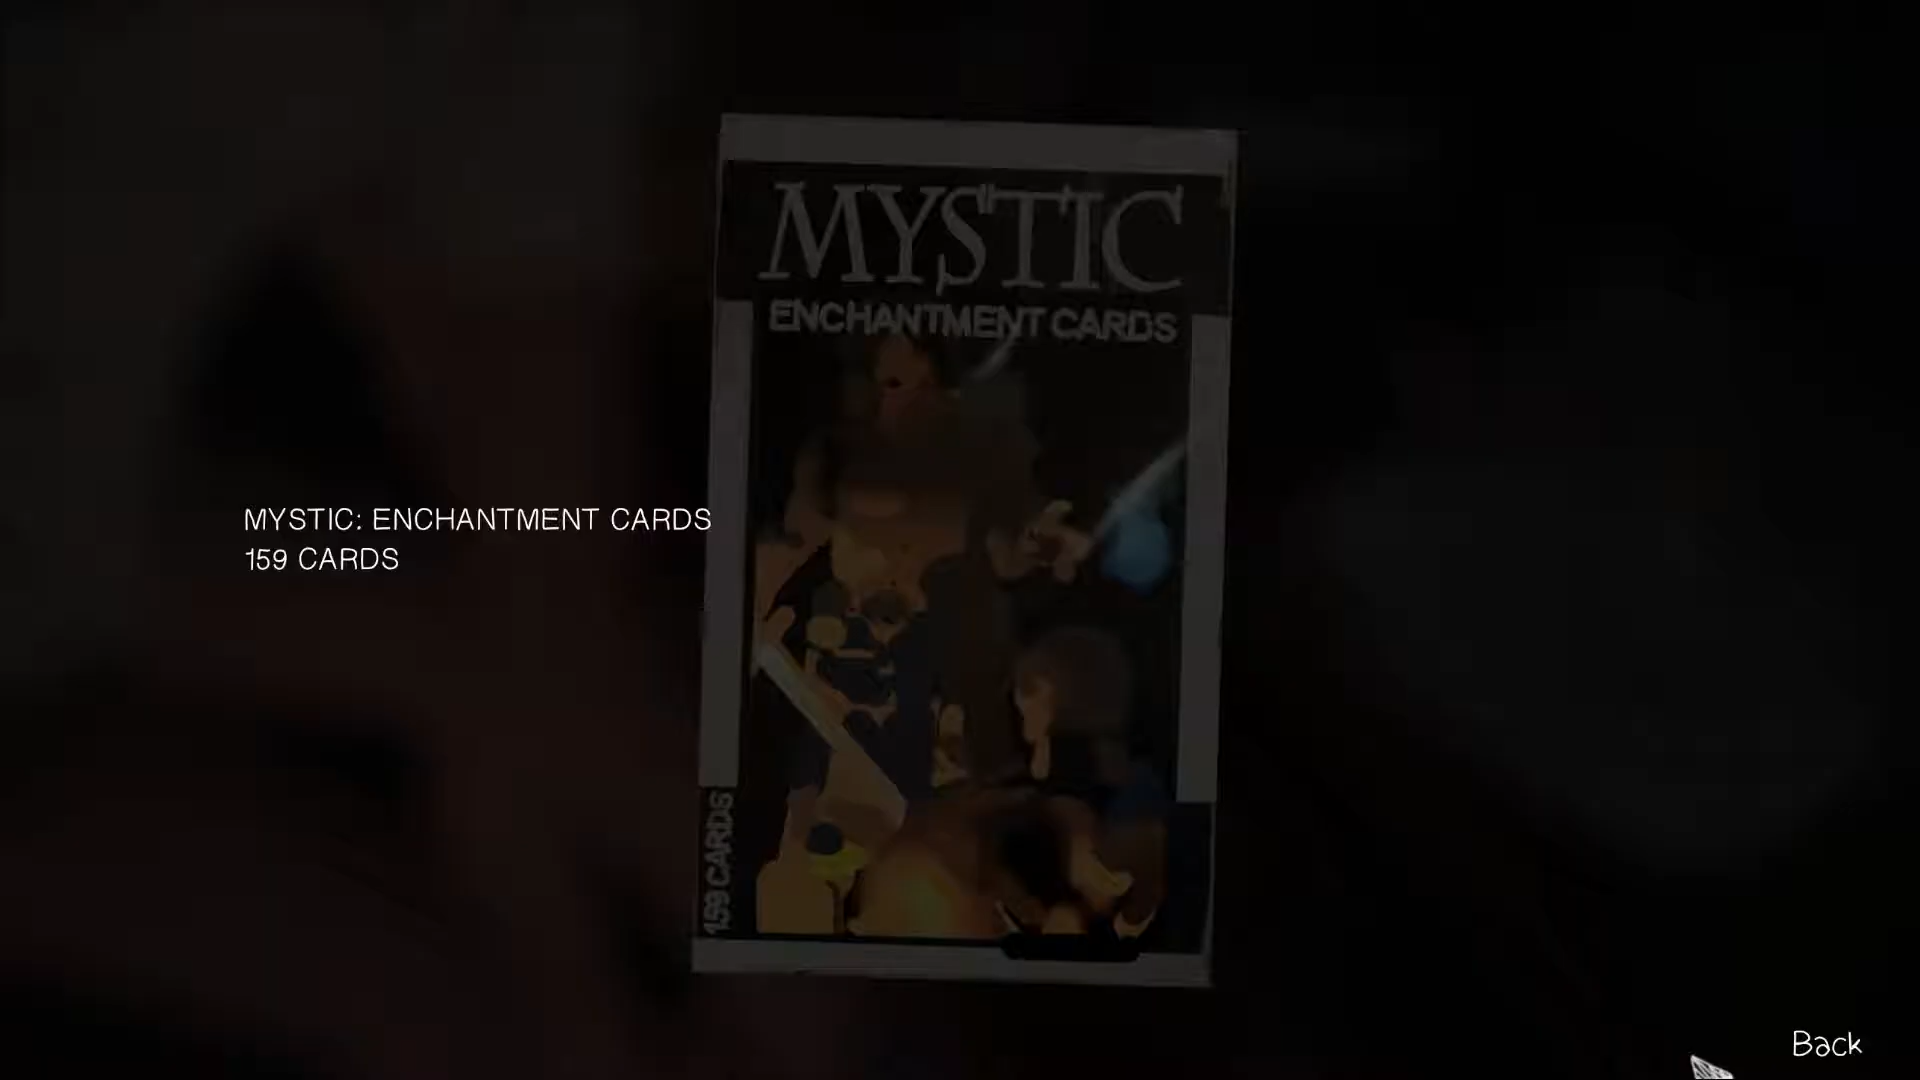 MYSTIC
ENCHANTMENT CARDS
159 CARDS
MYSTIC: ENCHANTMENT CARDS
159 CARDS
Back